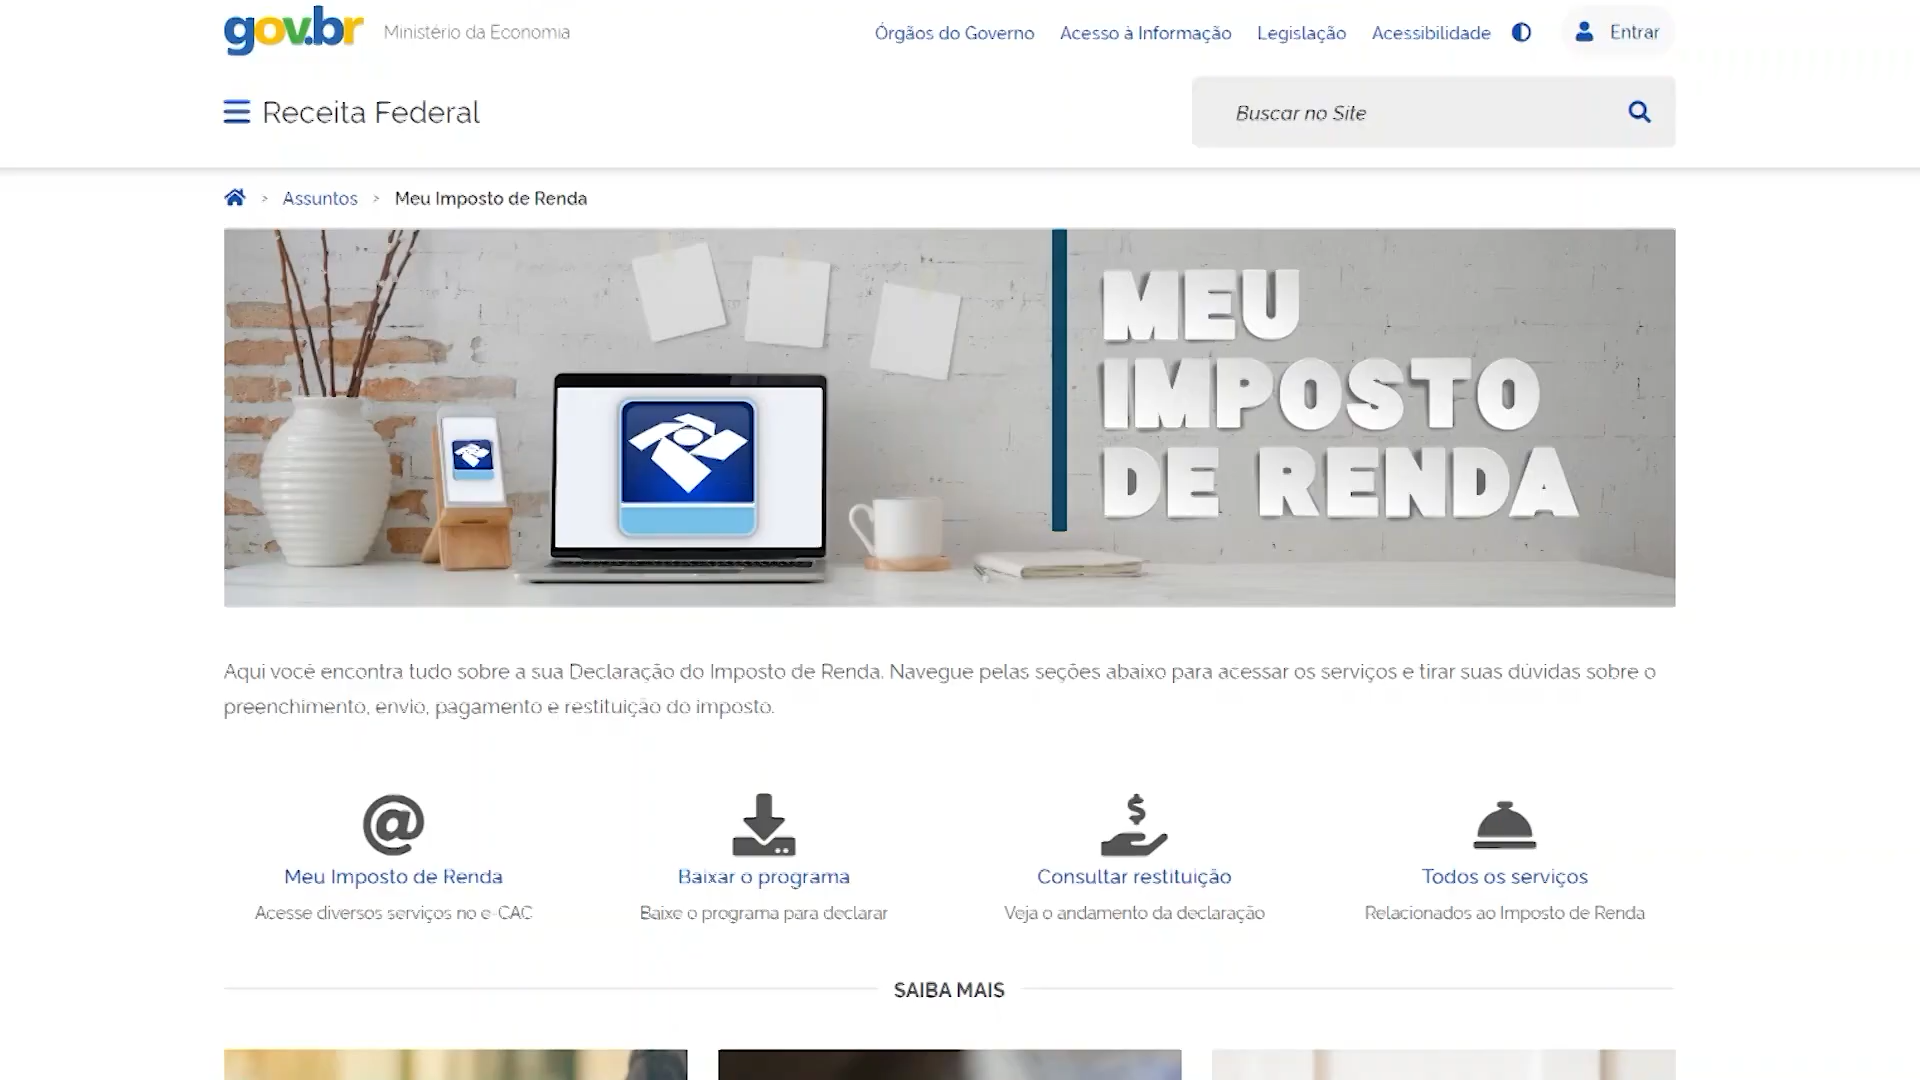 gov.br
Ministério da Economia
Órgãos do Governo
Acesso à Informação
Legislação
Acessibilidade
Entrar
Receita Federal
Buscar no Site
> Assuntos > Meu Imposto de Renda
MEU
IMPOSTO
DE RENDA
Aqui você encontra tudo sobre a sua Declaração do Imposto de Renda. Navegue pelas seções abaixo para acessar os serviços e tirar suas dúvidas sobre o
preenchimento, envio, pagamento e restituição do imposto.
Meu Imposto de Renda
Acesse diversos serviços no e-CAC
Baixar o programa
Baixe o programa para declarar
Consultar restituição
Veja o andamento da declaração
Todos os serviços
Relacionados ao Imposto de Renda
SAIBA MAIS